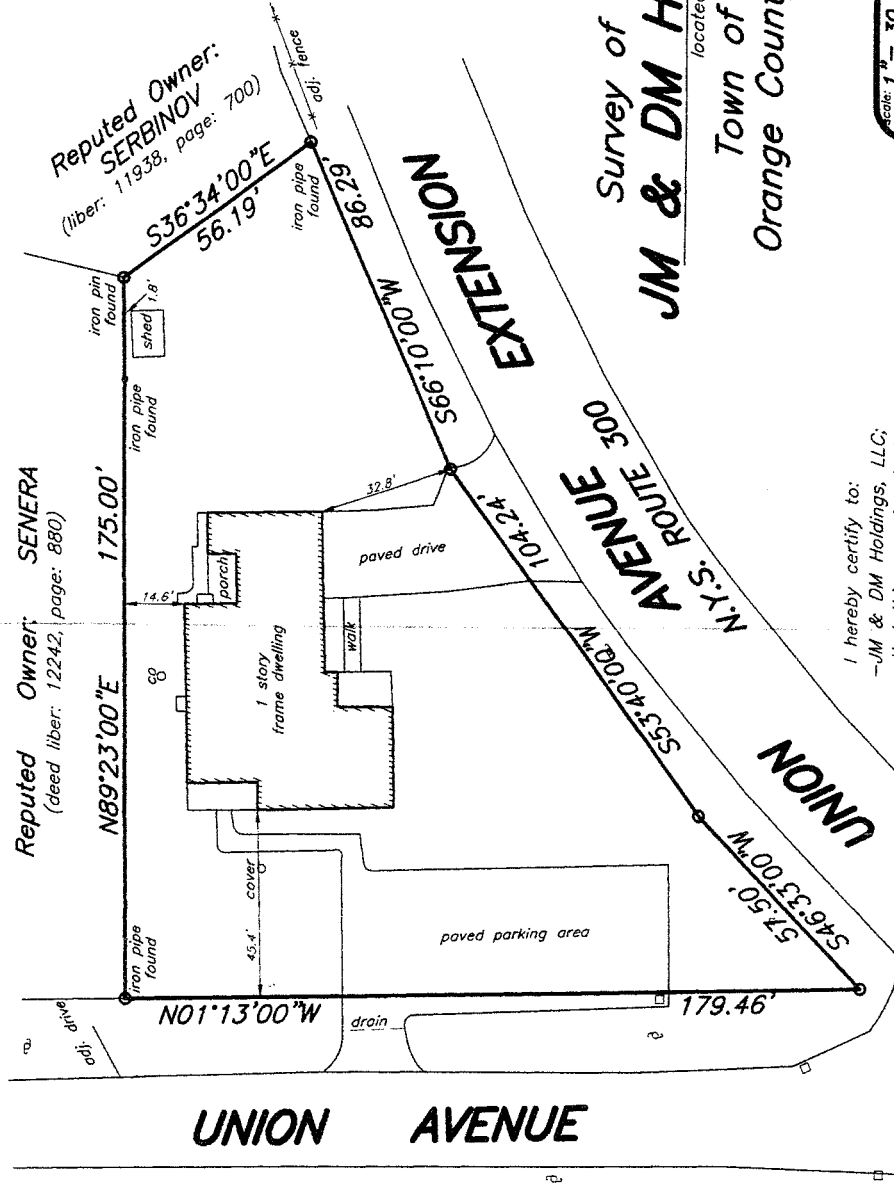 Reputed Owner:
SERBINOV
(liber: 11938, page: 700)
S36°34'00"E
56.19'
adj. fence
iron pipe
found
86.29'
S66°10'00"W
iron pin
found
1.8'
shed
iron pipe
found
Reputed Owner: SENERA
(deed liber: 12242, page: 880)
N89°23'00"E 175.00'
14.6'
porch
co
1 story
frame dwelling
walk
paved drive
32.8'
104.24'
S53°40'00"W
57.50'
S46°33'00"W
45.4'
cover
paved parking area
iron pipe
found
adj. drive
N01°13'00"W
179.46'
drain
UNION AVENUE
UNION AVENUE EXTENSION
N.Y.S. ROUTE 300
Survey of
JM & DM H
located
Town of
Orange Count
scale: 1"= 30
I hereby certify to:
-JM & DM Holdings, LLC;